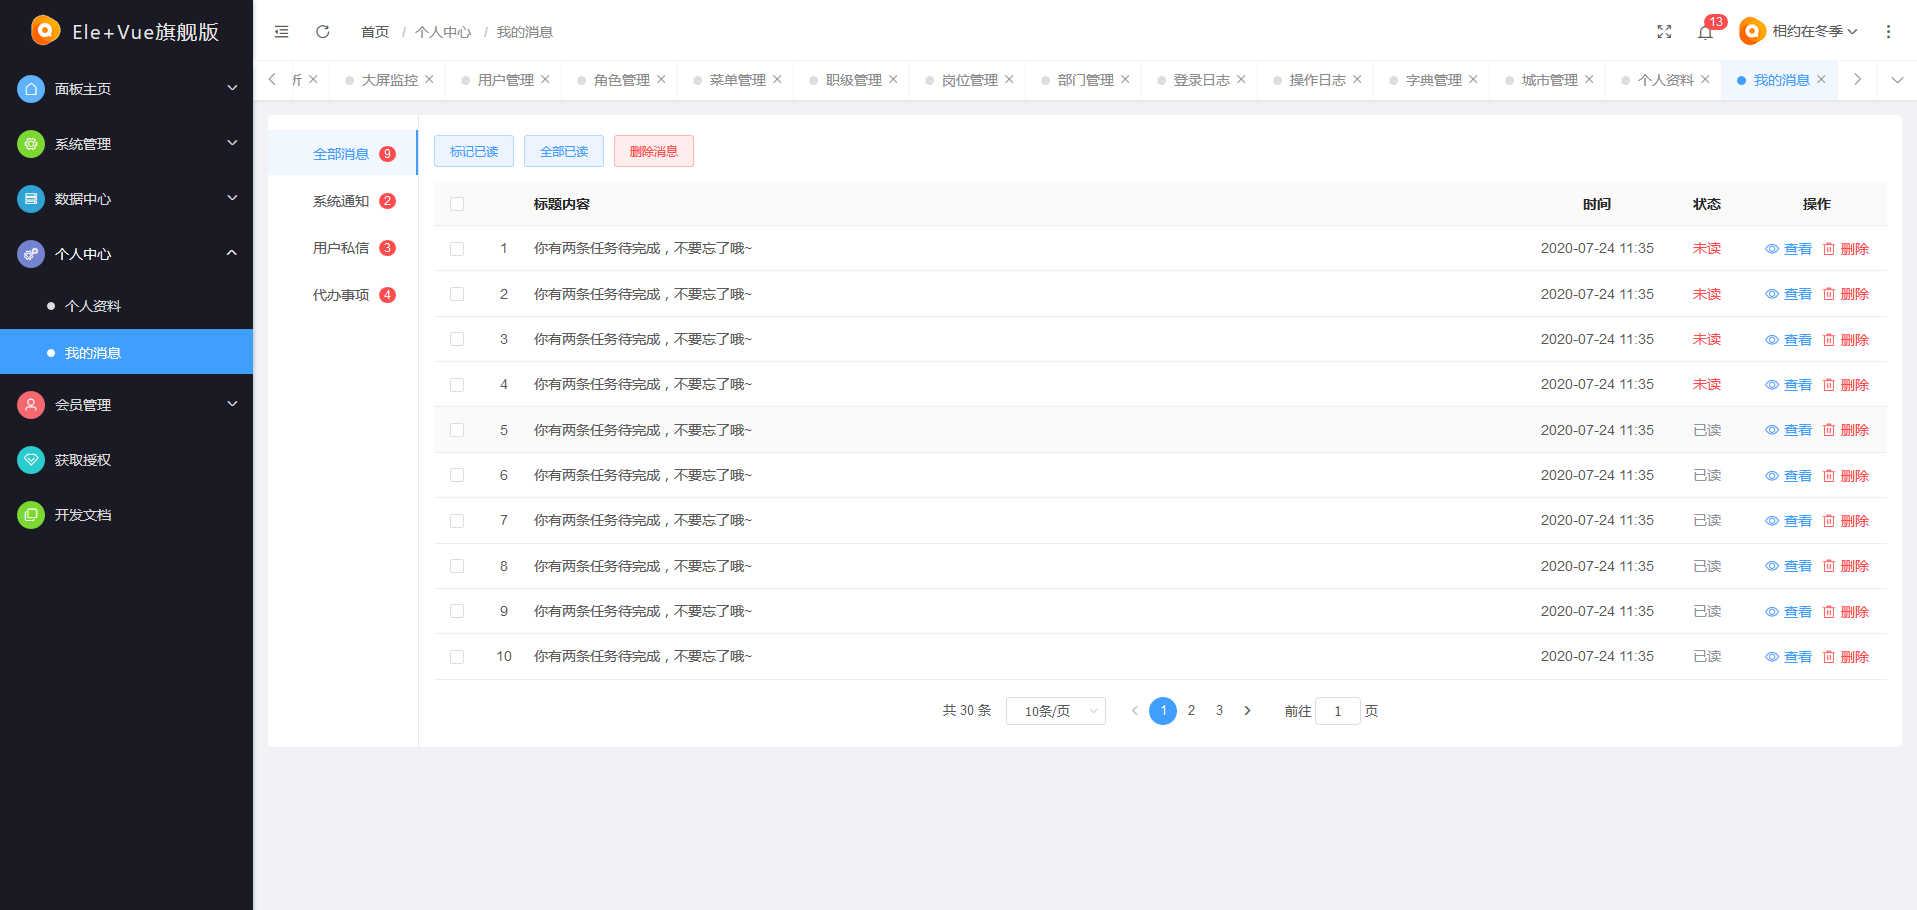 Ele+Vue旗舰版
面板主页
系统管理
数据中心
个人中心
个人资料
我的消息
会员管理
获取授权
开发文档
首页 / 个人中心 / 我的消息
13 相约在冬季
析 大屏监控 用户管理 角色管理 菜单管理 职级管理 岗位管理 部门管理 登录日志 操作日志 字典管理 城市管理 个人资料 我的消息
全部消息 9
系统通知 2
用户私信 3
代办事项 4
标记已读 全部已读 删除消息
标题内容 时间 状态 操作
1 你有两条任务待完成，不要忘了哦~ 2020-07-24 11:35 未读 查看 删除
2 你有两条任务待完成，不要忘了哦~ 2020-07-24 11:35 未读 查看 删除
3 你有两条任务待完成，不要忘了哦~ 2020-07-24 11:35 未读 查看 删除
4 你有两条任务待完成，不要忘了哦~ 2020-07-24 11:35 未读 查看 删除
5 你有两条任务待完成，不要忘了哦~ 2020-07-24 11:35 已读 查看 删除
6 你有两条任务待完成，不要忘了哦~ 2020-07-24 11:35 已读 查看 删除
7 你有两条任务待完成，不要忘了哦~ 2020-07-24 11:35 已读 查看 删除
8 你有两条任务待完成，不要忘了哦~ 2020-07-24 11:35 已读 查看 删除
9 你有两条任务待完成，不要忘了哦~ 2020-07-24 11:35 已读 查看 删除
10 你有两条任务待完成，不要忘了哦~ 2020-07-24 11:35 已读 查看 删除
共 30 条 10条/页 1 2 3 前往 1 页